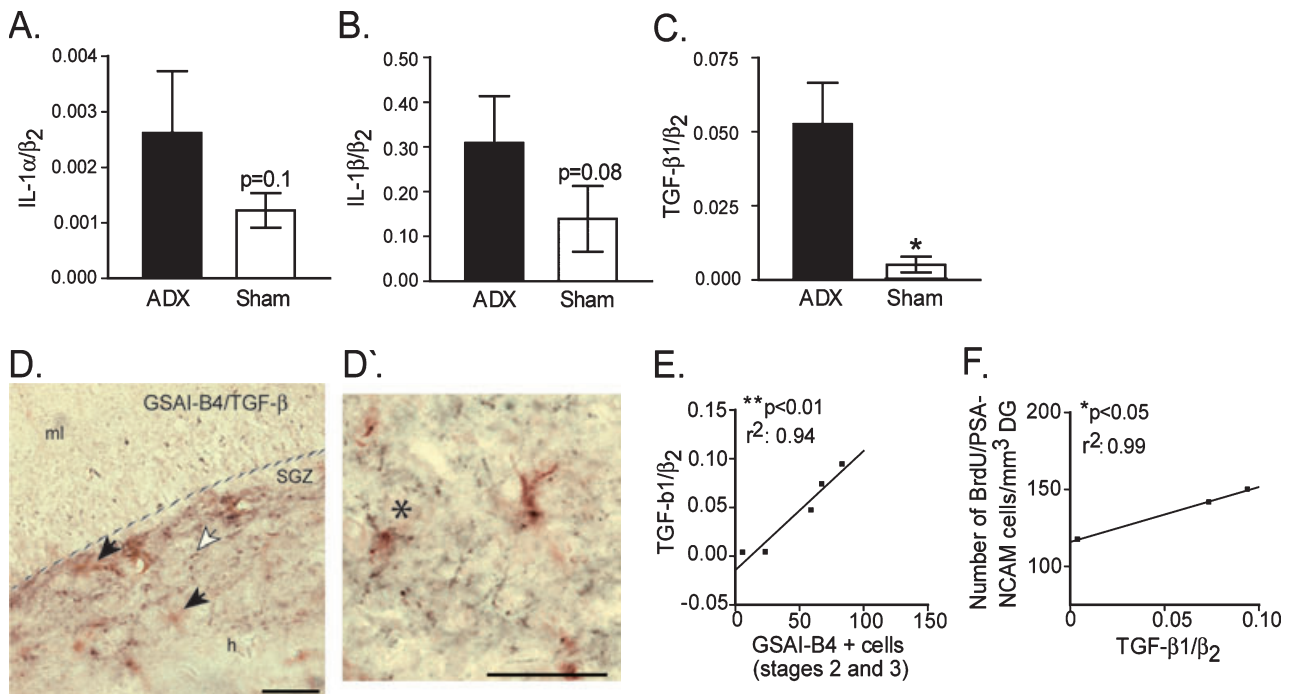 A.
IL-1α/β2
0.004
0.003
0.002
0.001
0.000
p=0.1
ADX Sham
B.
IL-1β/β2
0.50
0.40
0.30
0.20
0.10
0.00
p=0.08
ADX Sham
C.
TGF-β1/β2
0.075
0.050
0.025
0.000
*
ADX Sham
D.
GSAI-B4/TGF-β
ml
SGZ
h
D`.
*
E.
**p<0.01
r2: 0.94
TGF-b1/β2
0.15
0.10
0.05
0.00
-0.05
0 50 100 150
GSAI-B4 + cells
(stages 2 and 3)
F.
*p<0.05
r2: 0.99
Number of BrdU/PSA-
NCAM cells/mm3 DG
200
150
100
0 0.05 0.10
TGF-β1/β2